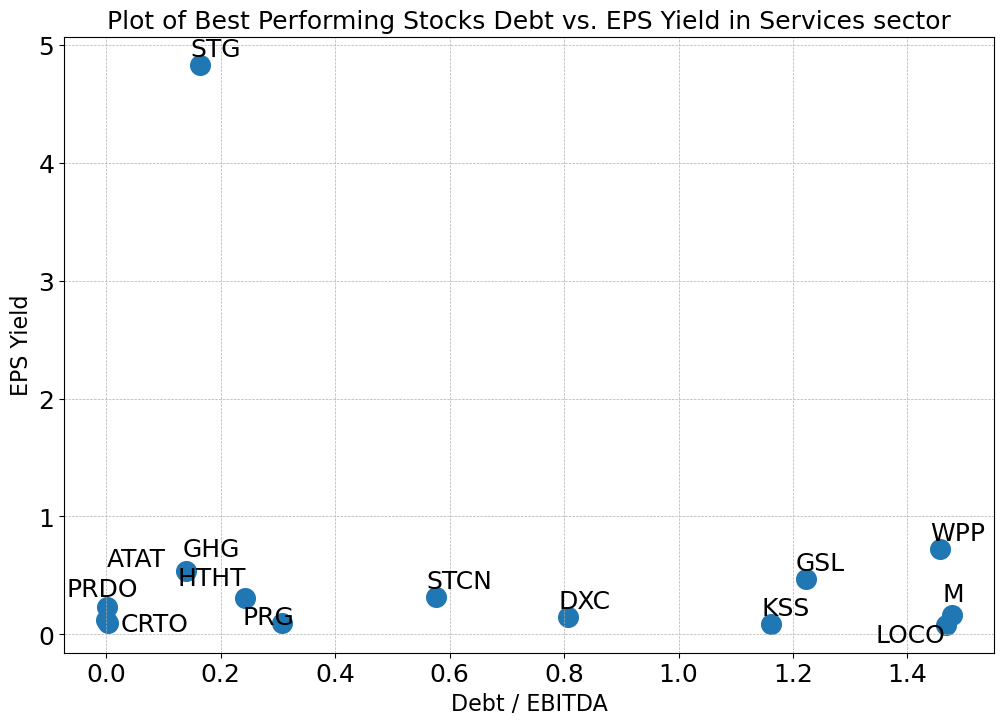 Plot of Best Performing Stocks Debt vs. EPS Yield in Services sector
5
STG
4
3
EPS Yield
2
1
WPP
ATAT
GHG
GSL
HTHT
STCN
PRDO
DXC
M
KSS
PRG
CRTO
LOCO
0
0.0 0.2 0.4 0.6 0.8 1.0 1.2 1.4
Debt / EBITDA